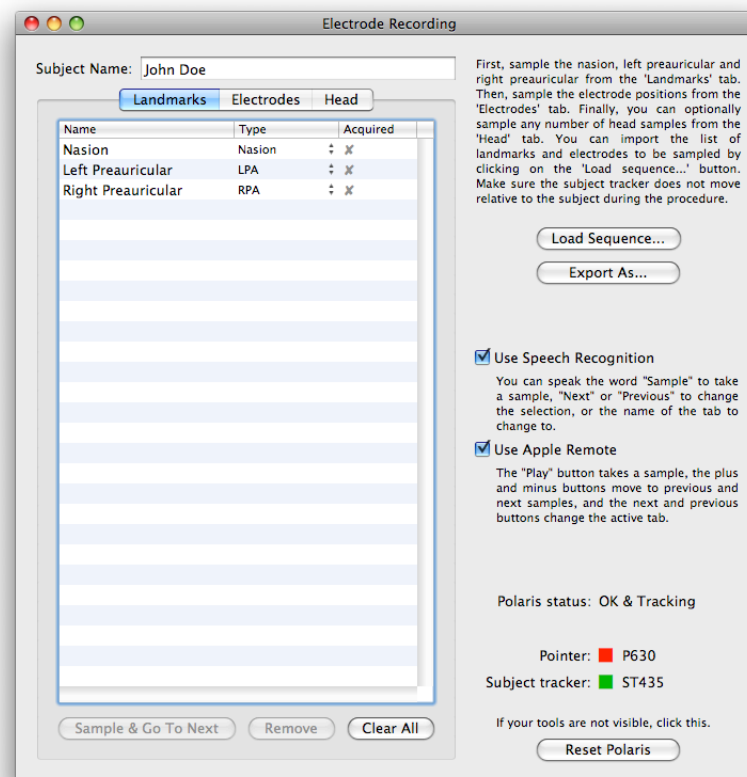 Electrode Recording
Subject Name: John Doe
Landmarks Electrodes Head
Name Type Acquired
Nasion Nasion
Left Preauricular LPA
Right Preauricular RPA
Sample & Go To Next Remove Clear All
First, sample the nasion, left preauricular and
right preauricular from the 'Landmarks' tab.
Then, sample the electrode positions from the
'Electrodes' tab. Finally, you can optionally
sample any number of head samples from the
'Head' tab. You can import the list of
landmarks and electrodes to be sampled by
clicking on the 'Load sequence...' button.
Make sure the subject tracker does not move
relative to the subject during the procedure.
Load Sequence...
Export As...
Use Speech Recognition
You can speak the word "Sample" to take
a sample, "Next" or "Previous" to change
the selection, or the name of the tab to
change to.
Use Apple Remote
The "Play" button takes a sample, the plus
and minus buttons move to previous and
next samples, and the next and previous
buttons change the active tab.
Polaris status: OK & Tracking
Pointer: P630
Subject tracker: ST435
If your tools are not visible, click this.
Reset Polaris